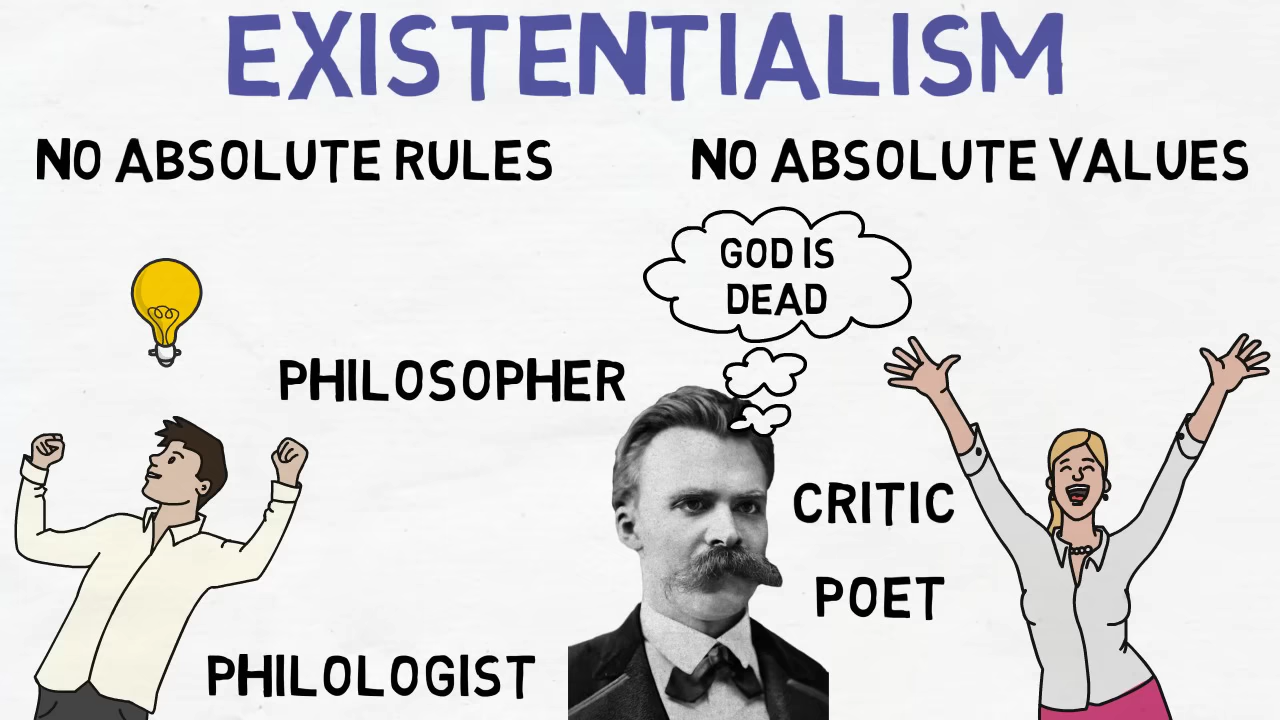 EXISTENTIALISM
NO ABSOLUTE RULES
NO ABSOLUTE VALUES
GOD IS
DEAD
PHILOSOPHER
CRITIC
POET
PHILOLOGIST